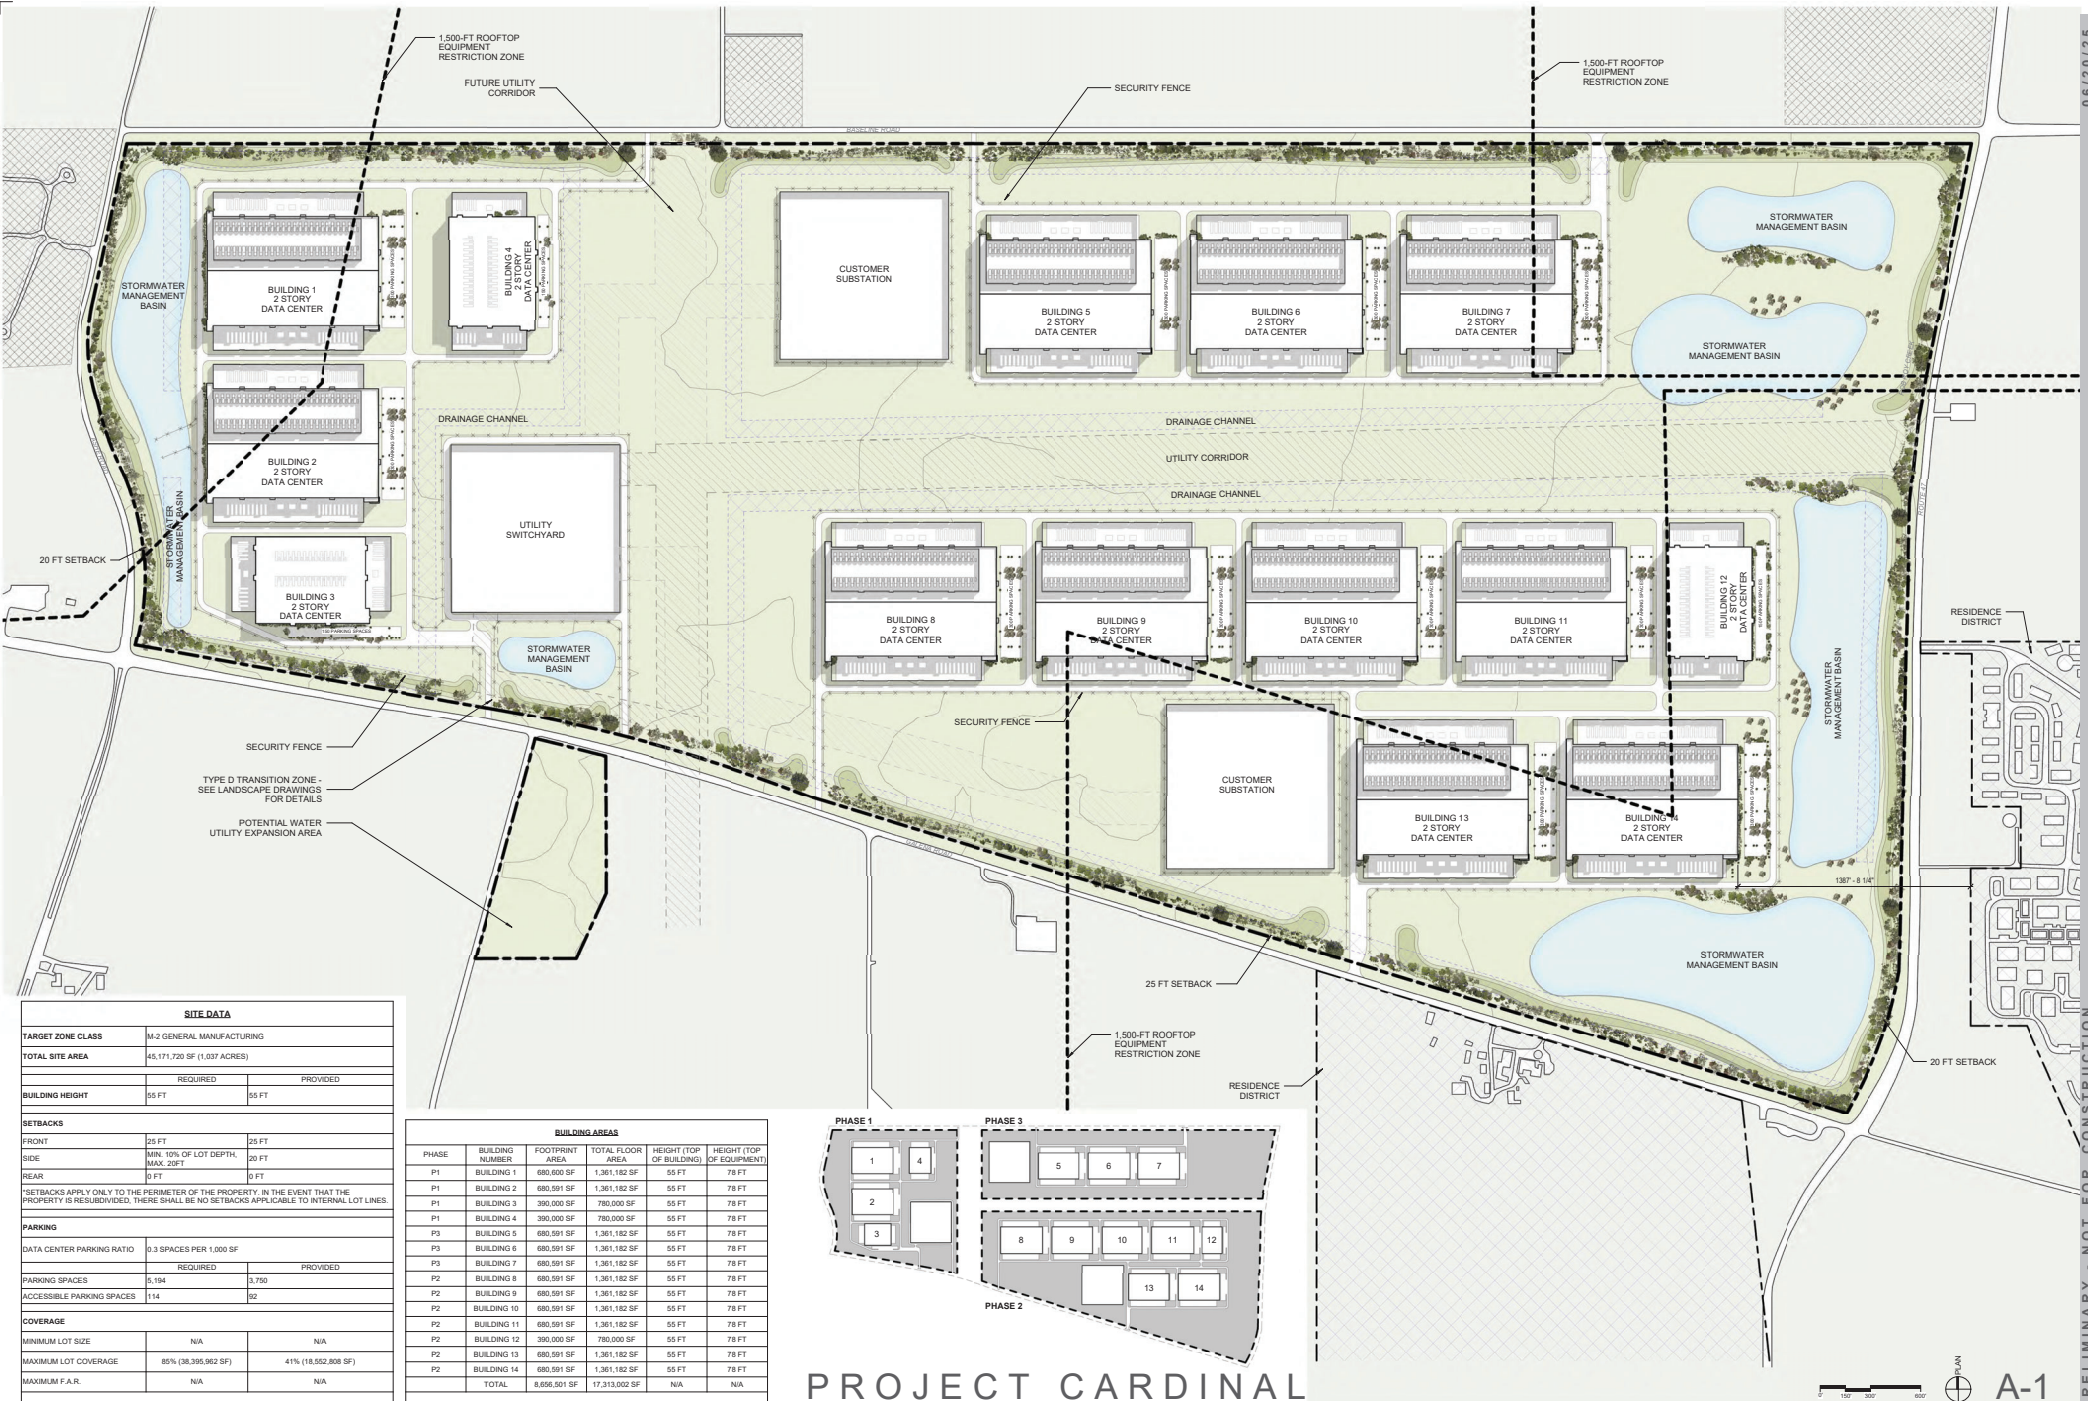 1,500-FT ROOFTOP
EQUIPMENT
RESTRICTION ZONE
FUTURE UTILITY
CORRIDOR
SECURITY FENCE
1,500-FT ROOFTOP
EQUIPMENT
RESTRICTION ZONE
06/20/25
BASELINE ROAD
STORMWATER
MANAGEMENT
BASIN
BUILDING 1
2 STORY
DATA CENTER
BUILDING 4
2 STORY
DATA CENTER
CUSTOMER
SUBSTATION
BUILDING 5
2 STORY
DATA CENTER
BUILDING 6
2 STORY
DATA CENTER
BUILDING 7
2 STORY
DATA CENTER
STORMWATER
MANAGEMENT BASIN
STORMWATER
MANAGEMENT BASIN
BUILDING 2
2 STORY
DATA CENTER
DRAINAGE CHANNEL
DRAINAGE CHANNEL
UTILITY CORRIDOR
DRAINAGE CHANNEL
ROUTE 47
UTILITY
SWITCHYARD
STORMWATER
MANAGEMENT BASIN
20 FT SETBACK
BUILDING 3
2 STORY
DATA CENTER
100 PARKING SPACES
BUILDING 8
2 STORY
DATA CENTER
BUILDING 9
2 STORY
DATA CENTER
BUILDING 10
2 STORY
DATA CENTER
BUILDING 11
2 STORY
DATA CENTER
BUILDING 12
2 STORY
DATA CENTER
RESIDENCE
DISTRICT
STORMWATER
MANAGEMENT
BASIN
STORMWATER
MANAGEMENT BASIN
SECURITY FENCE
SECURITY FENCE
TYPE D TRANSITION ZONE -
SEE LANDSCAPE DRAWINGS
FOR DETAILS
POTENTIAL WATER
UTILITY EXPANSION AREA
CUSTOMER
SUBSTATION
BUILDING 13
2 STORY
DATA CENTER
BUILDING 14
2 STORY
DATA CENTER
1387' - 8 1/4"
STORMWATER
MANAGEMENT BASIN
25 FT SETBACK
1,500-FT ROOFTOP
EQUIPMENT
RESTRICTION ZONE
RESIDENCE
DISTRICT
20 FT SETBACK
SITE DATA
TARGET ZONE CLASS M-2 GENERAL MANUFACTURING
TOTAL SITE AREA 45,171,720 SF (1,037 ACRES)
REQUIRED PROVIDED
BUILDING HEIGHT 55 FT 55 FT
SETBACKS
FRONT 25 FT 25 FT
SIDE MIN. 10% OF LOT DEPTH, MAX. 20FT 20 FT
REAR 0 FT 0 FT
*SETBACKS APPLY ONLY TO THE PERIMETER OF THE PROPERTY. IN THE EVENT THAT THE
PROPERTY IS RESUBDIVIDED, THERE SHALL BE NO SETBACKS APPLICABLE TO INTERNAL LOT LINES.
PARKING
DATA CENTER PARKING RATIO 0.3 SPACES PER 1,000 SF
REQUIRED PROVIDED
PARKING SPACES 5,194 3,750
ACCESSIBLE PARKING SPACES 114 92
COVERAGE
MINIMUM LOT SIZE N/A N/A
MAXIMUM LOT COVERAGE 85% (38,395,962 SF) 41% (18,552,808 SF)
MAXIMUM F.A.R. N/A N/A
BUILDING AREAS
PHASE BUILDING NUMBER FOOTPRINT AREA TOTAL FLOOR AREA HEIGHT (TOP OF BUILDING) HEIGHT (TOP OF EQUIPMENT)
P1 BUILDING 1 680,600 SF 1,361,182 SF 55 FT 78 FT
P1 BUILDING 2 680,591 SF 1,361,182 SF 55 FT 78 FT
P1 BUILDING 3 390,000 SF 780,000 SF 55 FT 78 FT
P1 BUILDING 4 390,000 SF 780,000 SF 55 FT 78 FT
P3 BUILDING 5 680,591 SF 1,361,182 SF 55 FT 78 FT
P3 BUILDING 6 680,591 SF 1,361,182 SF 55 FT 78 FT
P3 BUILDING 7 680,591 SF 1,361,182 SF 55 FT 78 FT
P2 BUILDING 8 680,591 SF 1,361,182 SF 55 FT 78 FT
P2 BUILDING 9 680,591 SF 1,361,182 SF 55 FT 78 FT
P2 BUILDING 10 680,591 SF 1,361,182 SF 55 FT 78 FT
P2 BUILDING 11 680,591 SF 1,361,182 SF 55 FT 78 FT
P2 BUILDING 12 390,000 SF 780,000 SF 55 FT 78 FT
P2 BUILDING 13 680,591 SF 1,361,182 SF 55 FT 78 FT
P2 BUILDING 14 680,591 SF 1,361,182 SF 55 FT 78 FT
TOTAL 8,656,501 SF 17,313,002 SF N/A N/A
PHASE 1
PHASE 3
1 4
2
3
5 6 7
8 9 10 11 12
13 14
PHASE 2
PROJECT CARDINAL
0' 150' 300' 600'
PLAN
A-1
PRELIMINARY - NOT FOR CONSTRUCTION